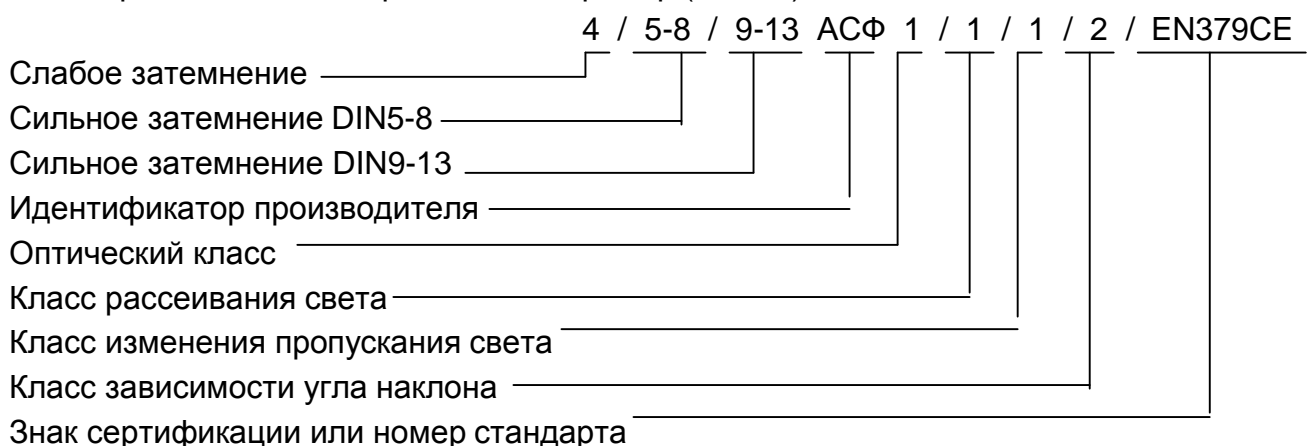 4 / 5-8 / 9-13 АСФ 1 / 1 / 1 / 2 / EN379CE
Слабое затемнение
Сильное затемнение DIN5-8
Сильное затемнение DIN9-13
Идентификатор производителя
Оптический класс
Класс рассеивания света
Класс изменения пропускания света
Класс зависимости угла наклона
Знак сертификации или номер стандарта